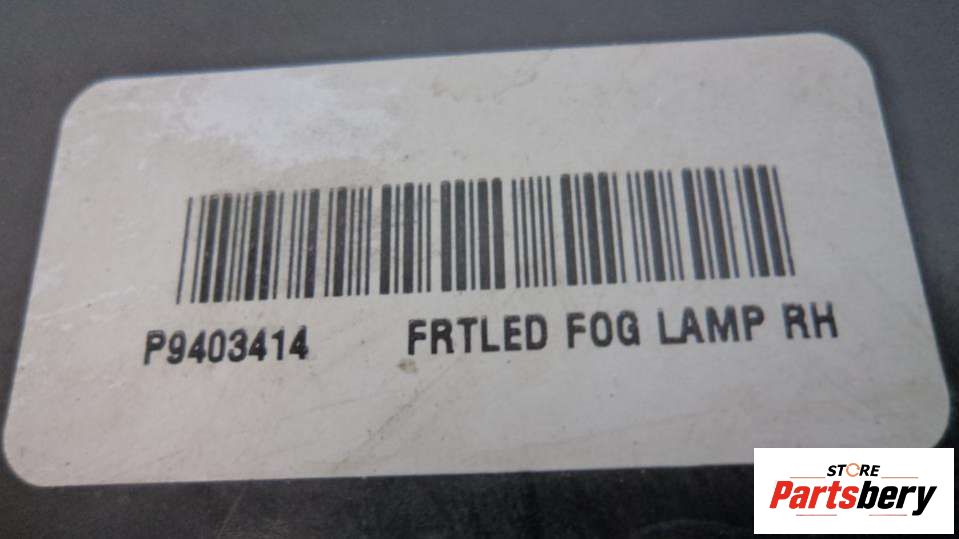 P9403414 FRTLED FOG LAMP RH
STORE
Partsbery